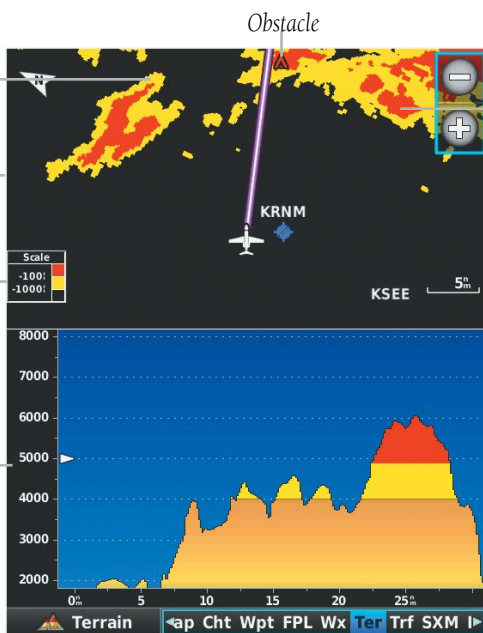 Obstacle
N
KRNM
Scale
-100ft
-1000ft
KSEE
5nm
8000
7000
6000
5000
4000
3000
2000
0nm 5 10 15 20 25nm
Terrain ap Cht Wpt FPL Wx Ter Trf SXM